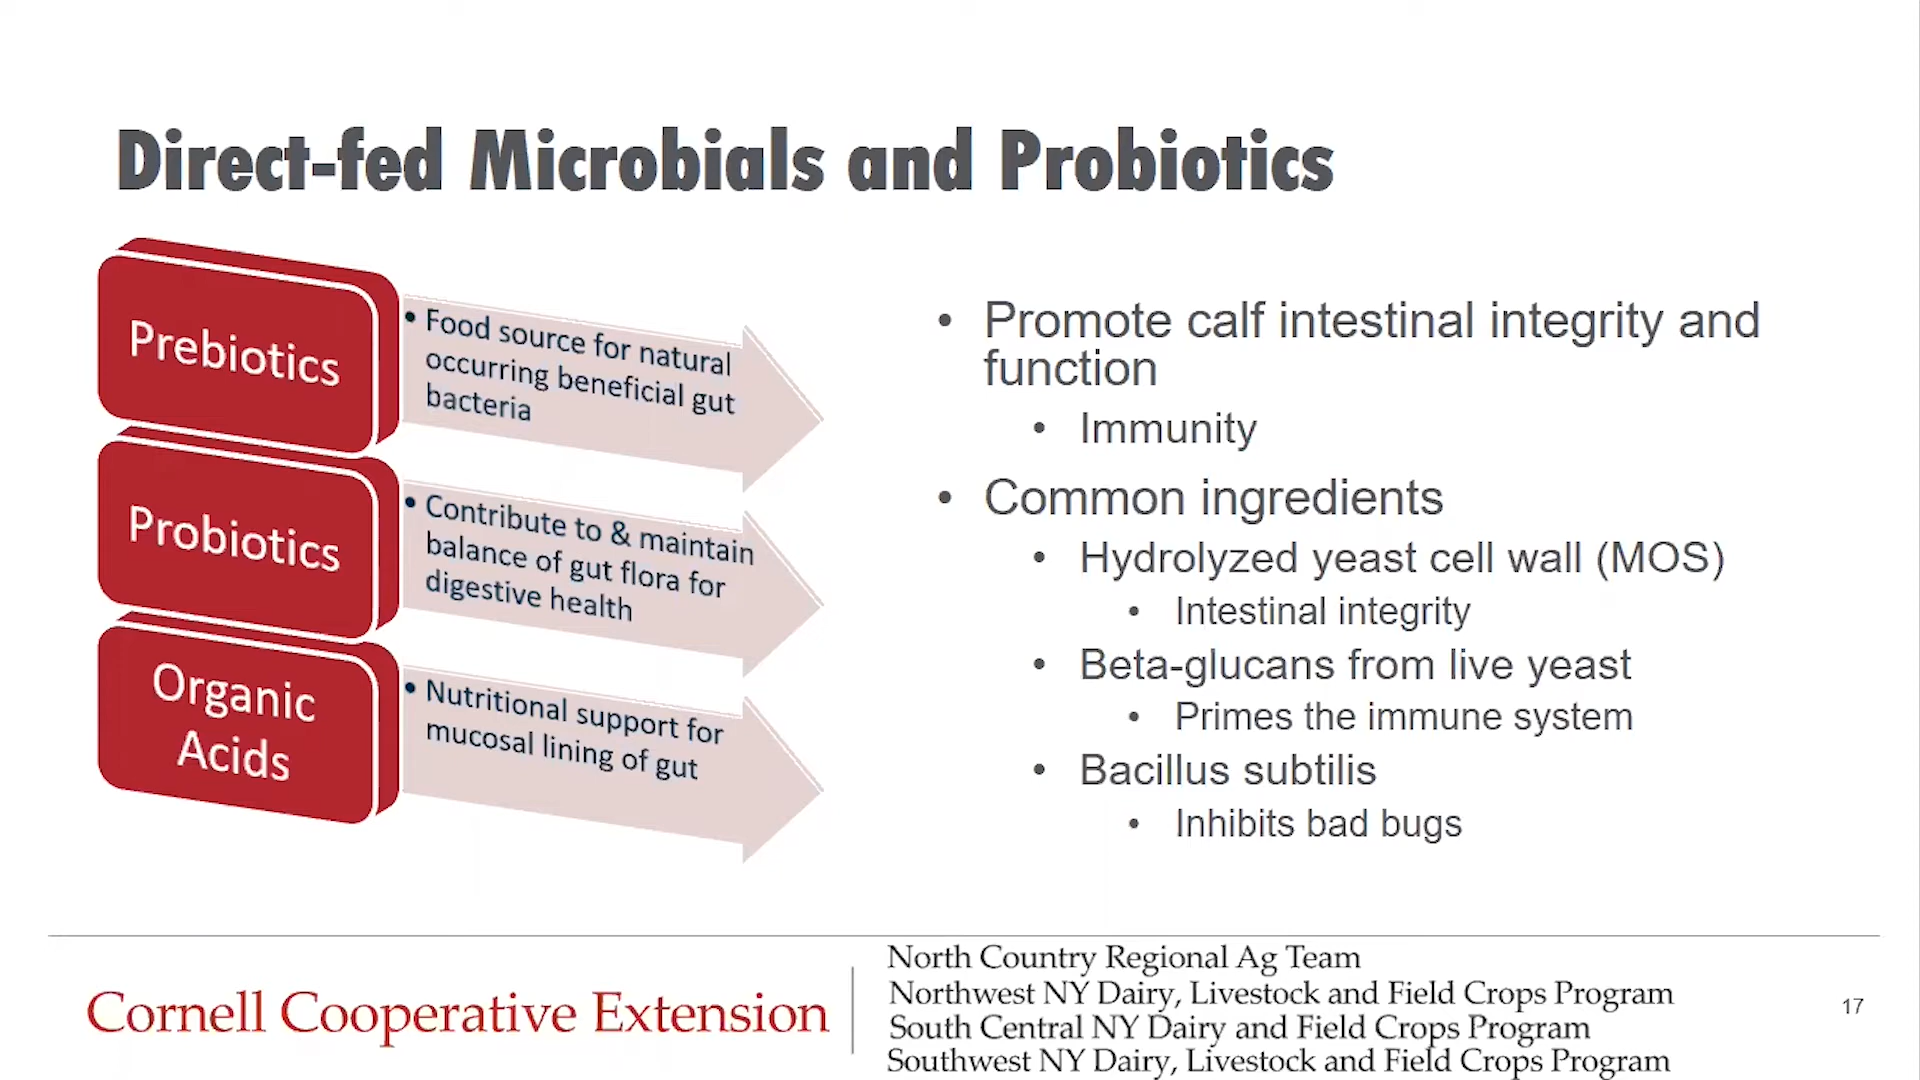 Direct-fed Microbials and Probiotics
Prebiotics
• Food source for natural
occurring beneficial gut
bacteria
Probiotics
• Contribute to & maintain
balance of gut flora for
digestive health
Organic
Acids
• Nutritional support for
mucosal lining of gut
• Promote calf intestinal integrity and
function
• Immunity
• Common ingredients
• Hydrolyzed yeast cell wall (MOS)
• Intestinal integrity
• Beta-glucans from live yeast
• Primes the immune system
• Bacillus subtilis
• Inhibits bad bugs
Cornell Cooperative Extension
North Country Regional Ag Team
Northwest NY Dairy, Livestock and Field Crops Program
South Central NY Dairy and Field Crops Program
Southwest NY Dairy, Livestock and Field Crops Program
17